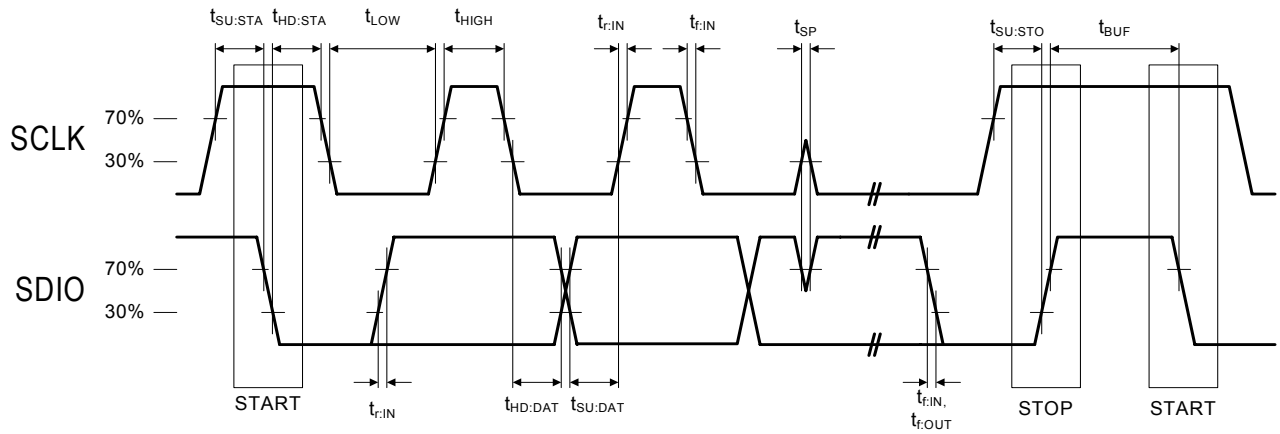 tSU:STA tHD:STA tLOW tHIGH tr:IN tf:IN tSP tSU:STO tBUF
SCLK
70%
30%
SDIO
70%
30%
START
tr:IN
tHD:DAT
tSU:DAT
tf:IN,
tf:OUT
STOP
START